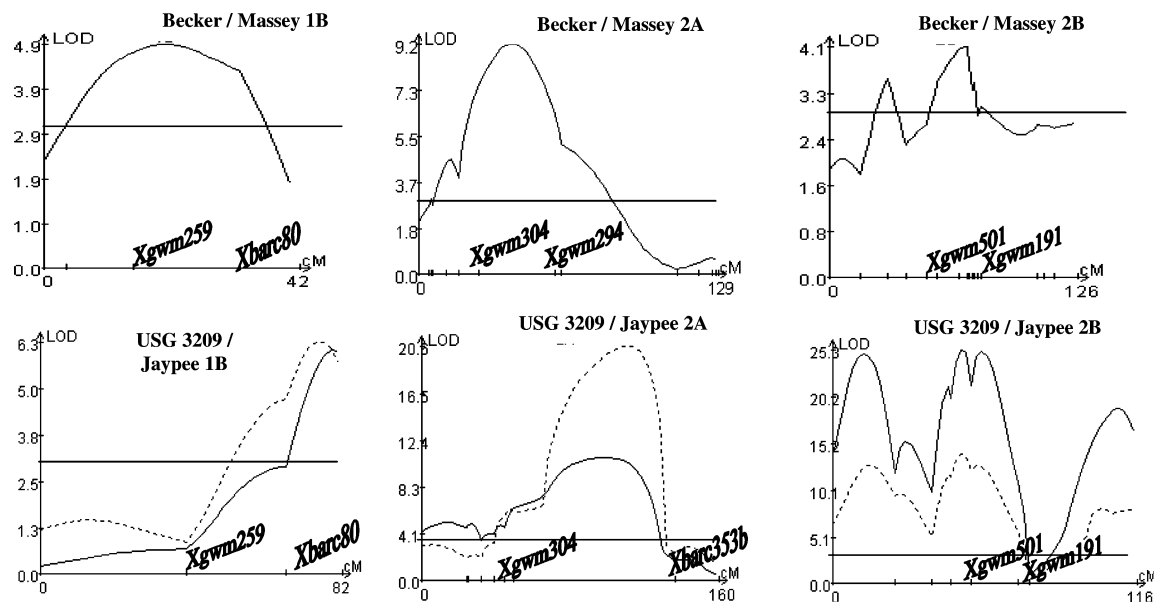 Becker / Massey 1B
4.9
LOD
3.9
2.9
1.9
1.0
0.0
Xgwm259
Xbarc80
cM
0
42
Becker / Massey 2A
9.2
LOD
7.3
5.5
3.7
1.8
0.0
Xgwm304
Xgwm294
cM
0
129
Becker / Massey 2B
4.1
LOD
3.3
2.4
1.6
0.8
0.0
Xgwm501
Xgwm191
cM
0
126
USG 3209 /
Jaypee 1B
6.3
LOD
5.0
3.8
2.5
1.3
0.0
Xgwm259
Xbarc80
cM
0
82
USG 3209 / Jaypee 2A
LOD
16.5
12.4
8.3
4.1
0.0
Xgwm304
Xbarc353b
cM
0
160
USG 3209 / Jaypee 2B
25.3
LOD
20.2
15.2
10.1
5.1
0.0
Xgwm501
Xgwm191
cM
0
116